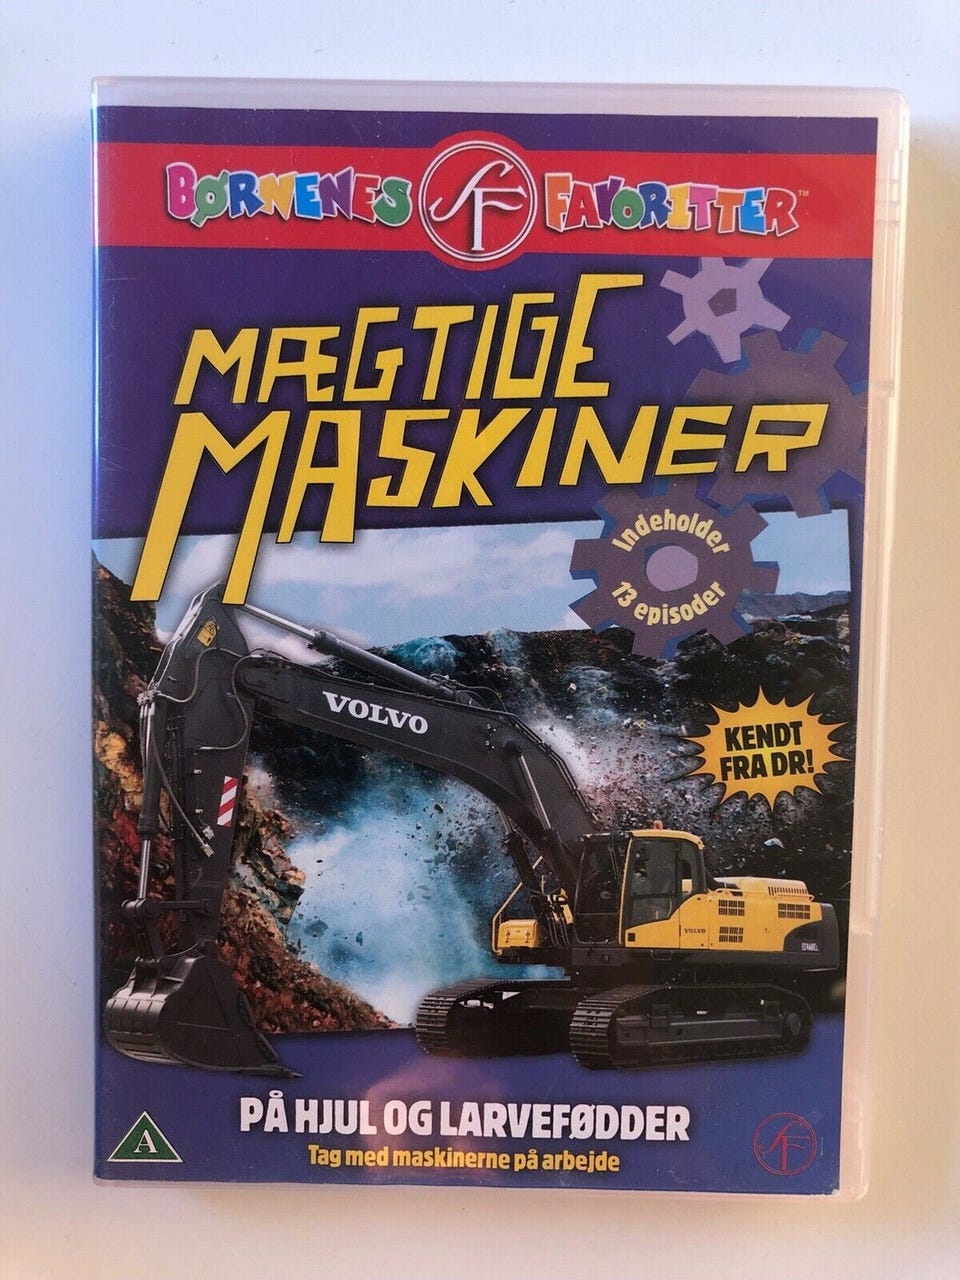 BØRNENES SF FAVORITTER™
MÆGTIGE
MASKINER
Indeholder
13 episoder
KENDT
FRA DR!
VOLVO
VOLVO
PÅ HJUL OG LARVEFØDDER
Tag med maskinerne på arbejde
A
SF